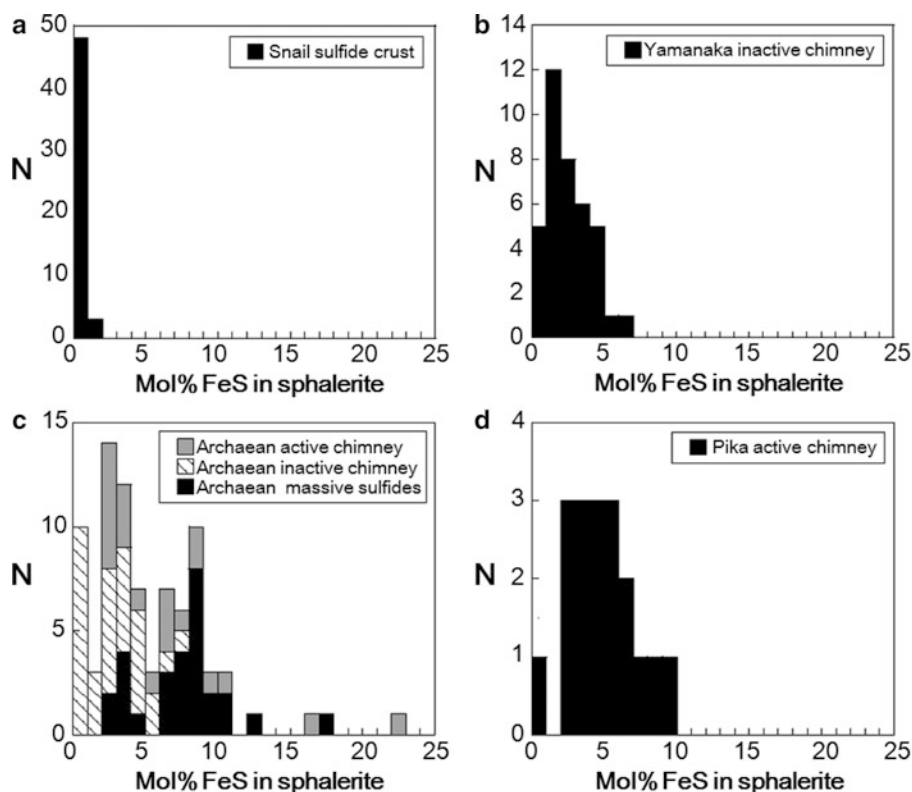 a
50
40
30
20
10
0
N
Snail sulfide crust
0 5 10 15 20 25
Mol% FeS in sphalerite
b
14
12
10
8
6
4
2
0
N
Yamanaka inactive chimney
0 5 10 15 20 25
Mol% FeS in sphalerite
c
15
10
5
0
N
Archaean active chimney
Archaean inactive chimney
Archaean massive sulfides
0 5 10 15 20 25
Mol% FeS in sphalerite
d
4
3
2
1
0
N
Pika active chimney
0 5 10 15 20 25
Mol% FeS in sphalerite